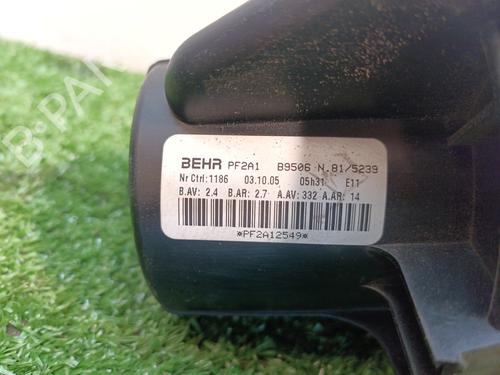 BEHR PF2A1 B9506 N.81/5239
Nr Ctrl:1186 03.10.05 05h31 E11
B.AV: 2.4 B.AR: 2.7 A.AV: 332 A.AR: 14
*PF2A12549*
B-PA